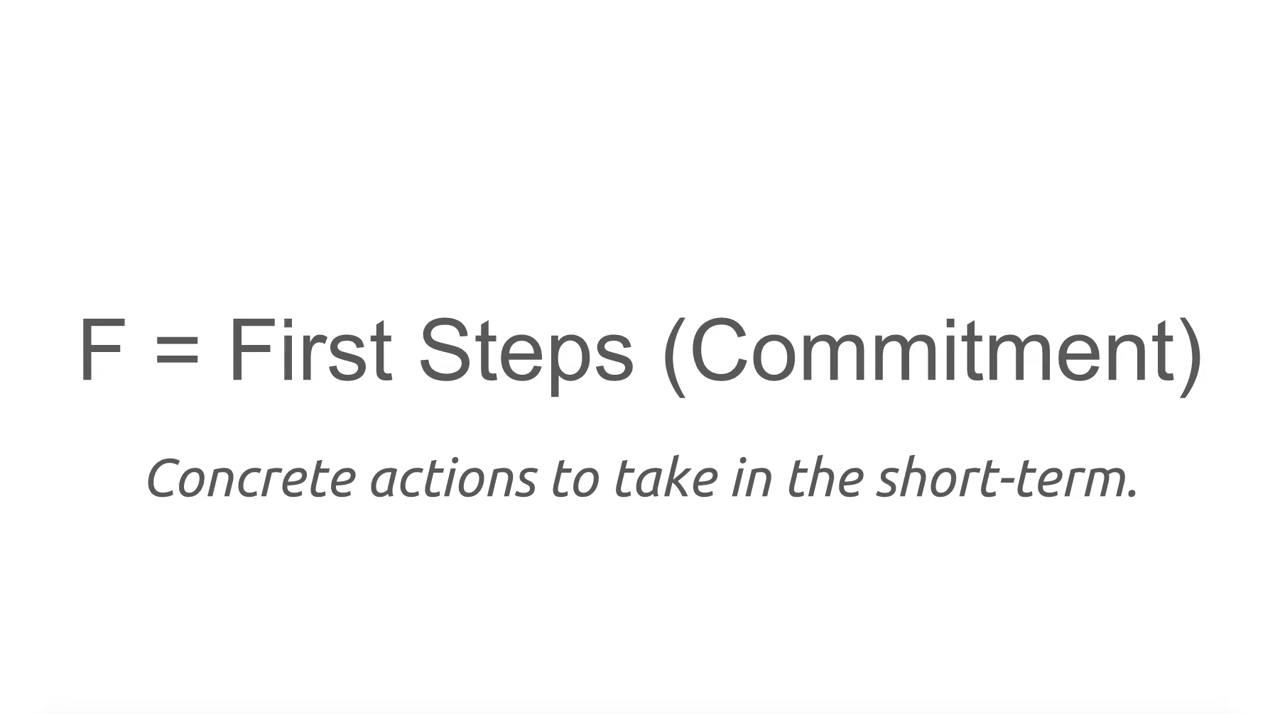 F = First Steps (Commitment)
Concrete actions to take in the short-term.